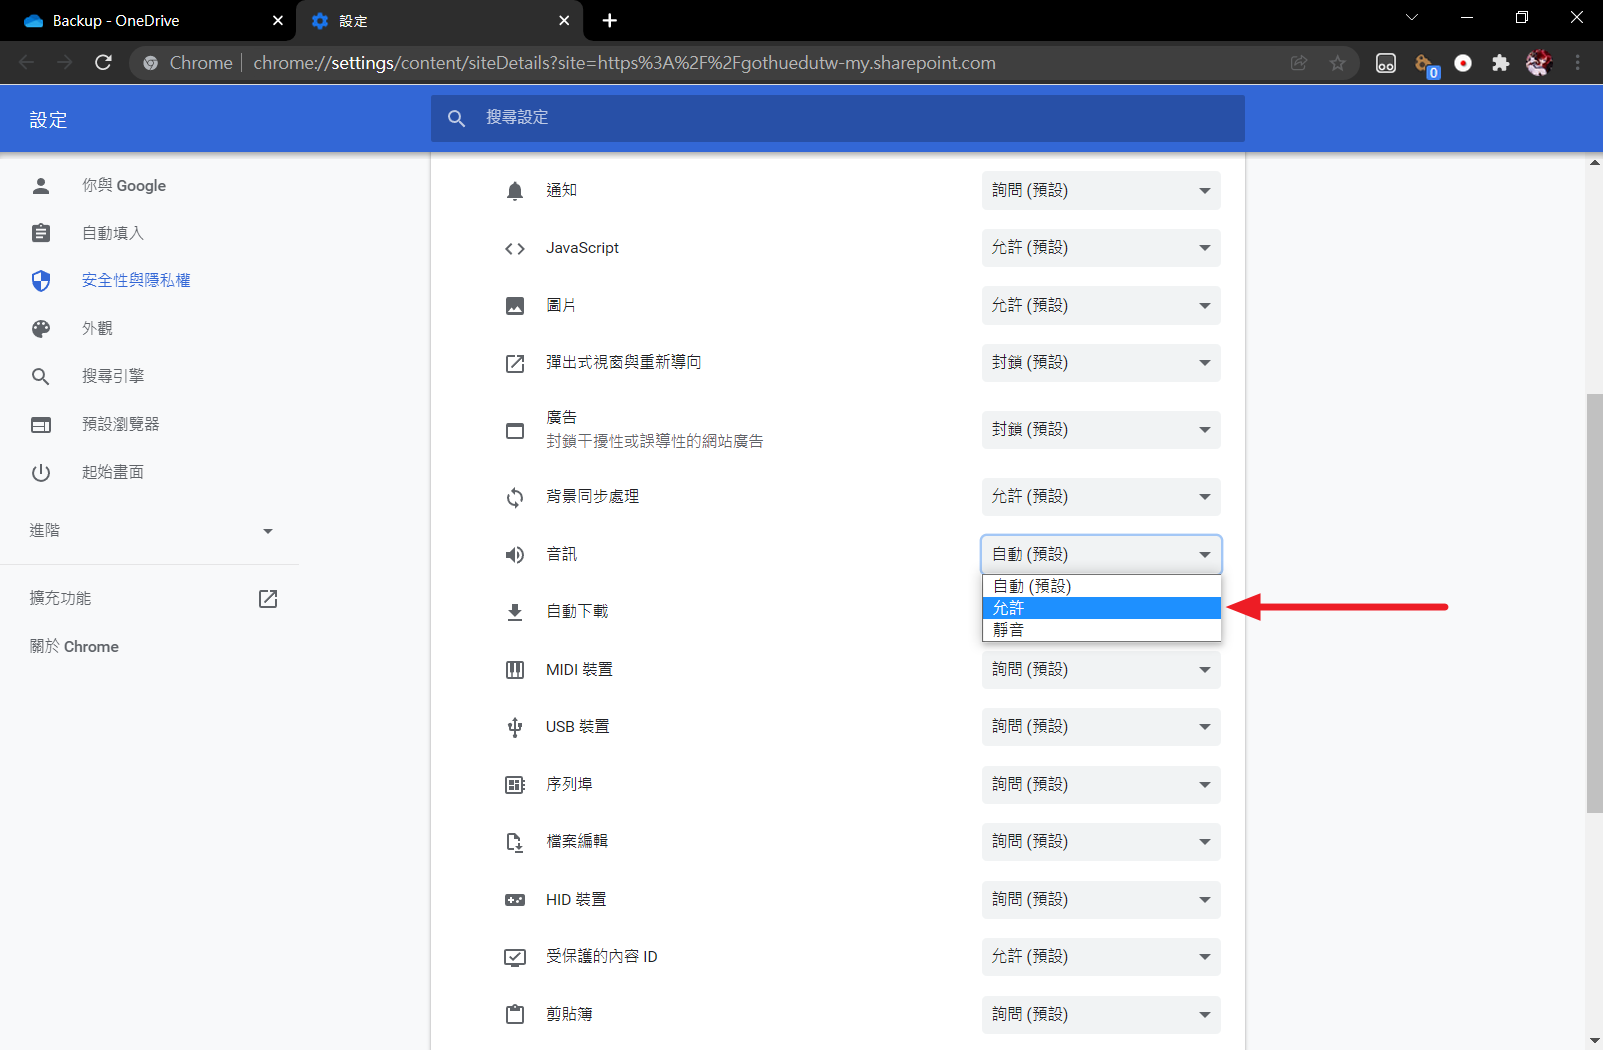 Backup - OneDrive
設定
Chrome
chrome://settings/content/siteDetails?site=https%3A%2F%2Fgothuedutw-my.sharepoint.com
0
設定
搜尋設定
你與 Google
自動填入
安全性與隱私權
外觀
搜尋引擎
預設瀏覽器
起始畫面
進階
擴充功能
關於 Chrome
通知
詢問 (預設)
JavaScript
允許 (預設)
圖片
允許 (預設)
彈出式視窗與重新導向
封鎖 (預設)
廣告
封鎖干擾性或誤導性的網站廣告
封鎖 (預設)
背景同步處理
允許 (預設)
音訊
自動 (預設)
自動 (預設)
允許
靜音
自動下載
MIDI 裝置
詢問 (預設)
USB 裝置
詢問 (預設)
序列埠
詢問 (預設)
檔案編輯
詢問 (預設)
HID 裝置
詢問 (預設)
受保護的內容 ID
允許 (預設)
剪貼簿
詢問 (預設)